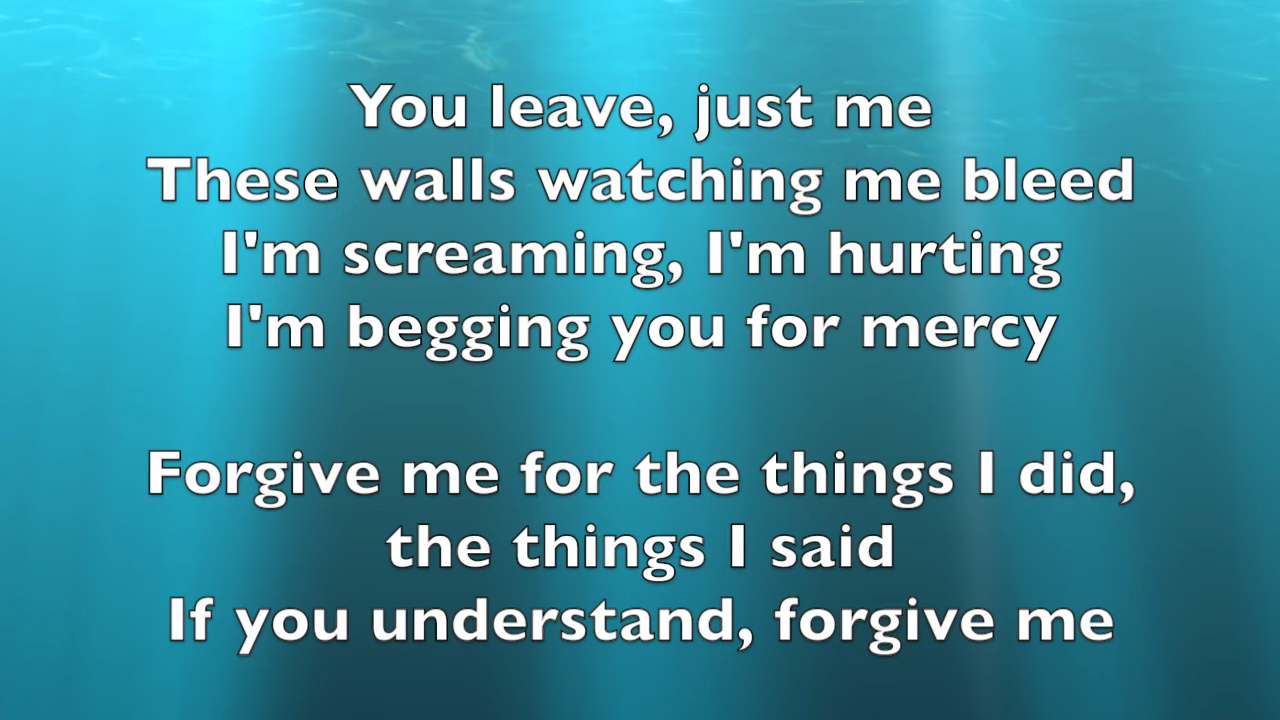 You leave, just me
These walls watching me bleed
I'm screaming, I'm hurting
I'm begging you for mercy
Forgive me for the things I did,
the things I said
If you understand, forgive me